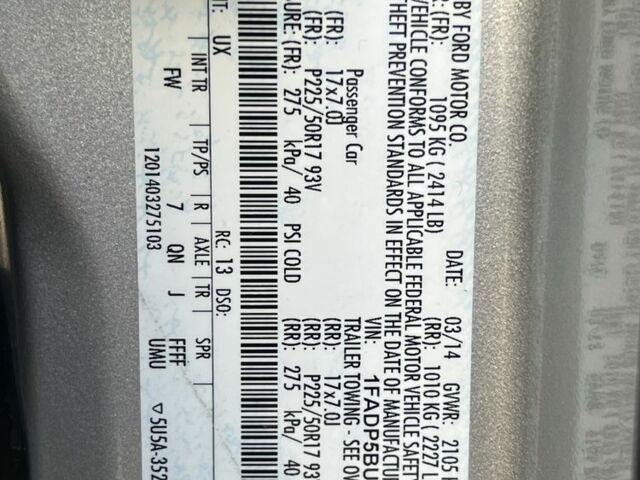 BY FORD MOTOR CO.
DATE: 03/14 GVWR: 2105
(FR): 1095 KG ( 2414 LB) (RR): 1010 KG ( 2227 L
VEHICLE CONFORMS TO ALL APPLICABLE FEDERAL MOTOR VEHICLE SAFET
THEFT PREVENTION STANDARDS IN EFFECT ON THE DATE OF MANUFACTUR
VIN: 1FADP5BU
Passenger Car TRAILER TOWING - SEE OW
(FR): 17x7.0J (RR): 17x7.0J
(FR): P225/50R17 93V (RR): P225/50R17 93
URE: (FR): 275 kPa/ 40 PSI COLD (RR): 275 kPa/ 40
NT: UX RC: 13 DSO:
INT TR TP/PS R AXLE TR SPR
FW 7 QN J FFF
1201403275103 UMU
5U5A-352